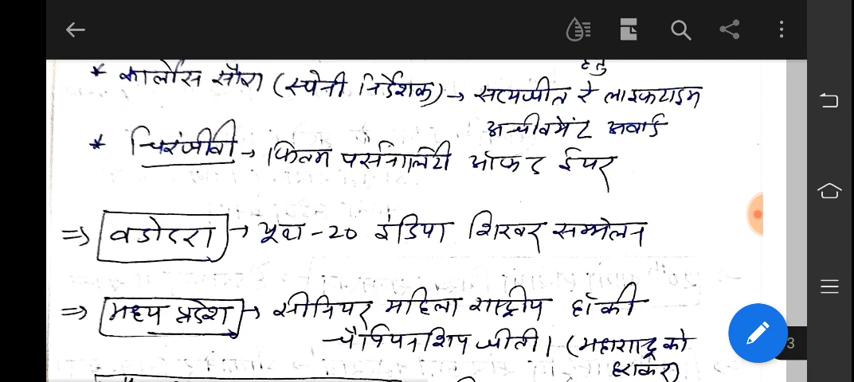 हेतु
* कार्लोस सौरा (स्पेनी निर्देशक) → सत्यजीत रे लाइफटाइम
अचीवमेंट अवार्ड
* चिरंजीवी → फिल्म पर्सनालिटी ऑफ द ईयर
⇒ वडोदरा → यूथ-20 इंडिया शिखर सम्मेलन
⇒ मध्य प्रदेश → सीनियर महिला राष्ट्रीय हॉकी
चैंपियनशिप जीती। (महाराष्ट्र को
हराकर)
3